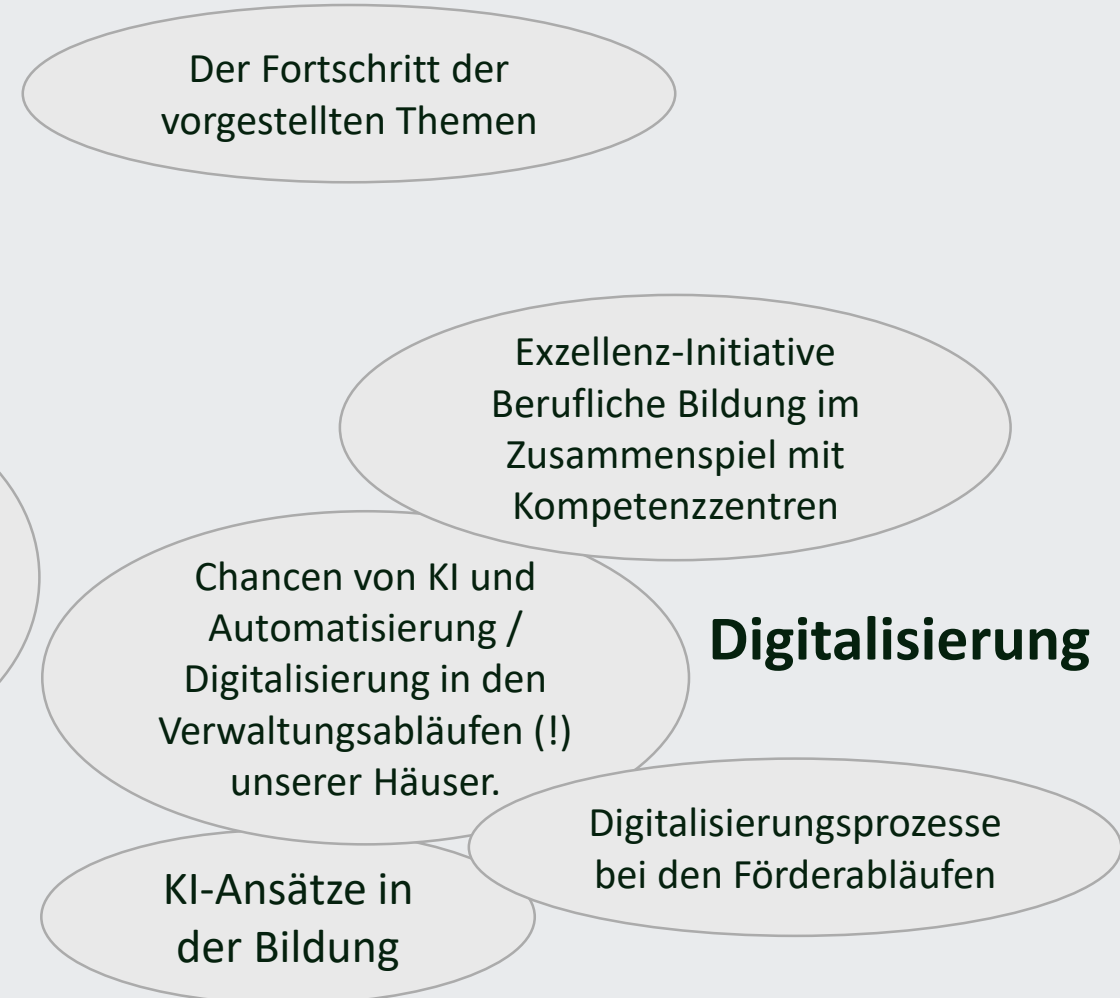 Der Fortschritt der
vorgestellten Themen
Exzellenz-Initiative
Berufliche Bildung im
Zusammenspiel mit
Kompetenzzentren
Chancen von KI und
Automatisierung /
Digitalisierung in den
Verwaltungsabläufen (!)
unserer Häuser.
Digitalisierung
Digitalisierungsprozesse
bei den Förderabläufen
KI-Ansätze in
der Bildung